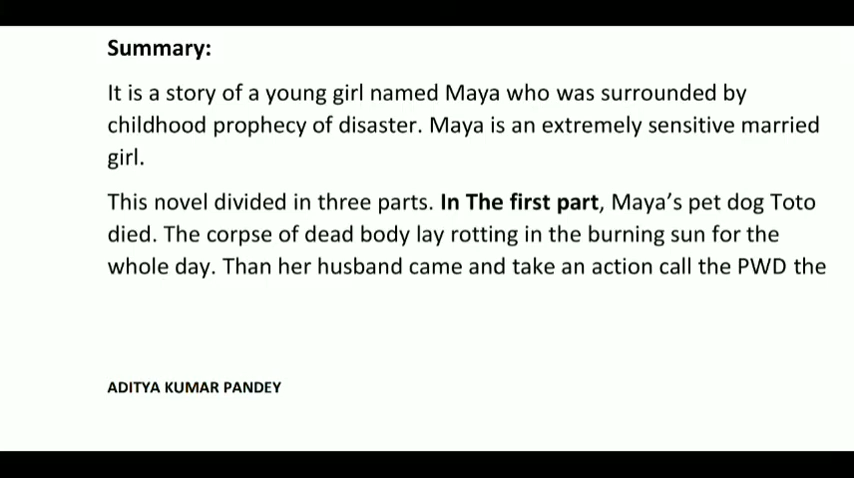 Summary:
It is a story of a young girl named Maya who was surrounded by
childhood prophecy of disaster. Maya is an extremely sensitive married
girl.
This novel divided in three parts. In The first part, Maya's pet dog Toto
died. The corpse of dead body lay rotting in the burning sun for the
whole day. Than her husband came and take an action call the PWD the
ADITYA KUMAR PANDEY